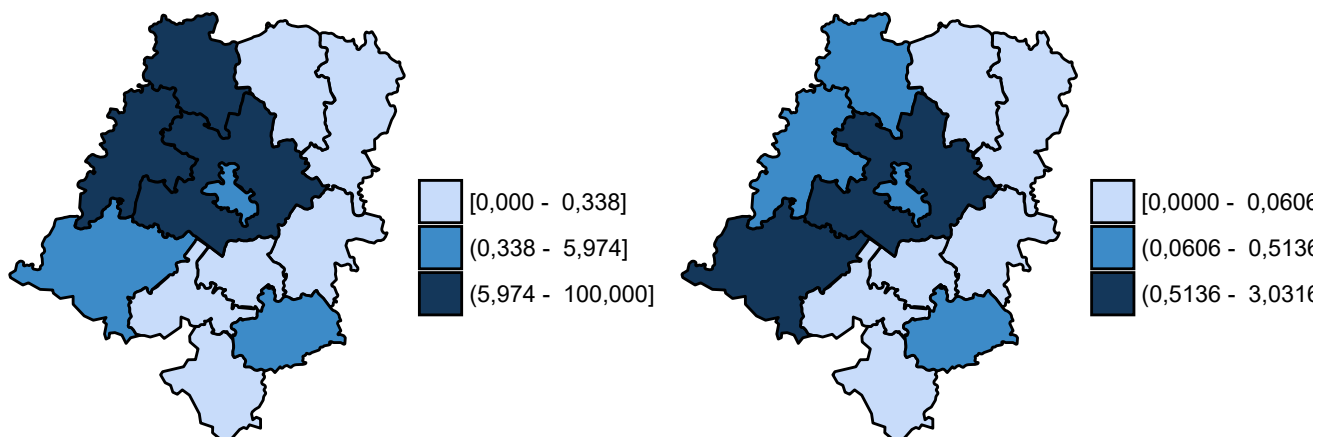 [0,000 - 0,338]
(0,338 - 5,974]
(5,974 - 100,000]
[0,0000 - 0,0606
(0,0606 - 0,5136
(0,5136 - 3,0316